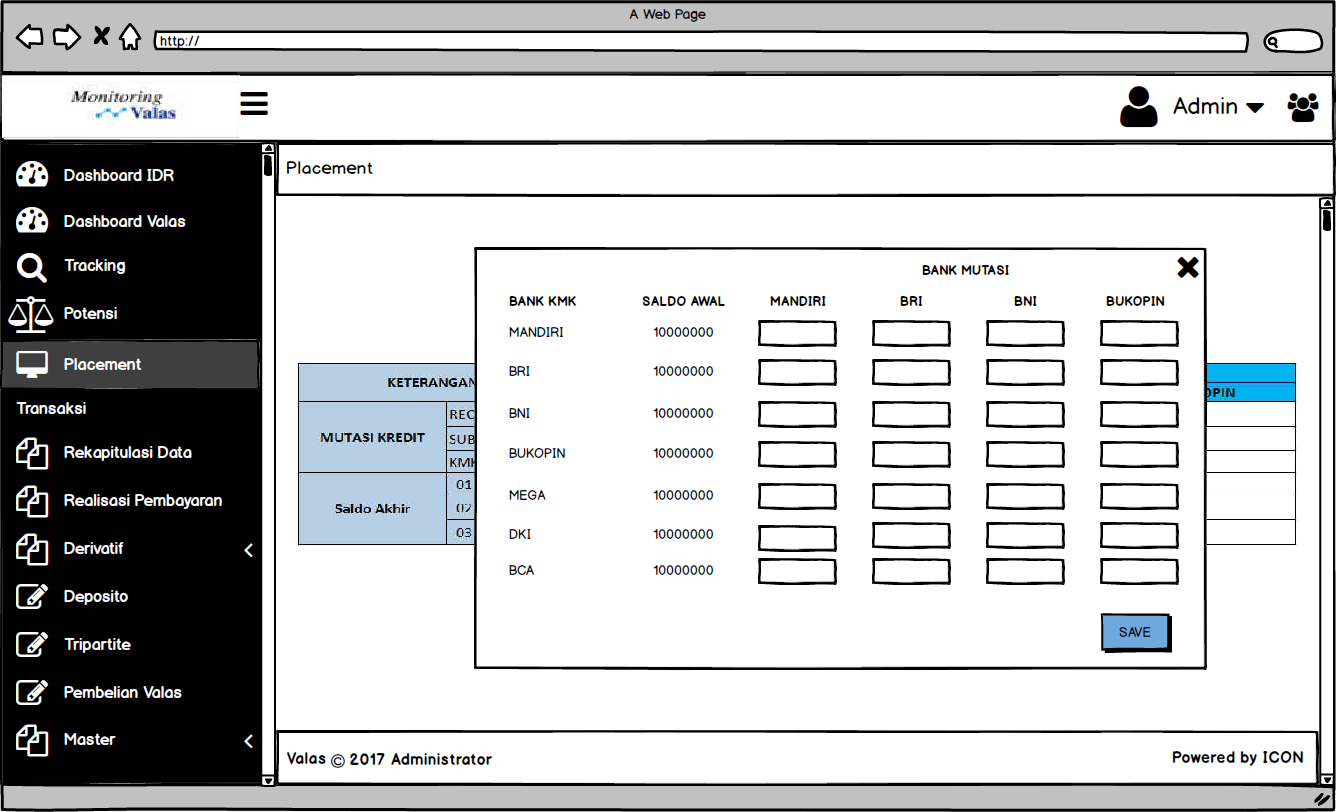 A Web Page
http://
Monitoring
Valas
Admin
Dashboard IDR
Dashboard Valas
Tracking
Potensi
Placement
Transaksi
Rekapitulasi Data
Realisasi Pembayaran
Derivatif
Deposito
Tripartite
Pembelian Valas
Master
Placement
KETERANGAN
MUTASI KREDIT
REC
SUB
KMK
Saldo Akhir
01
02
03
OPIN
BANK MUTASI
BANK KMK SALDO AWAL MANDIRI BRI BNI BUKOPIN
MANDIRI 10000000
BRI 10000000
BNI 10000000
BUKOPIN 10000000
MEGA 10000000
DKI 10000000
BCA 10000000
SAVE
Valas © 2017 Administrator
Powered by ICON